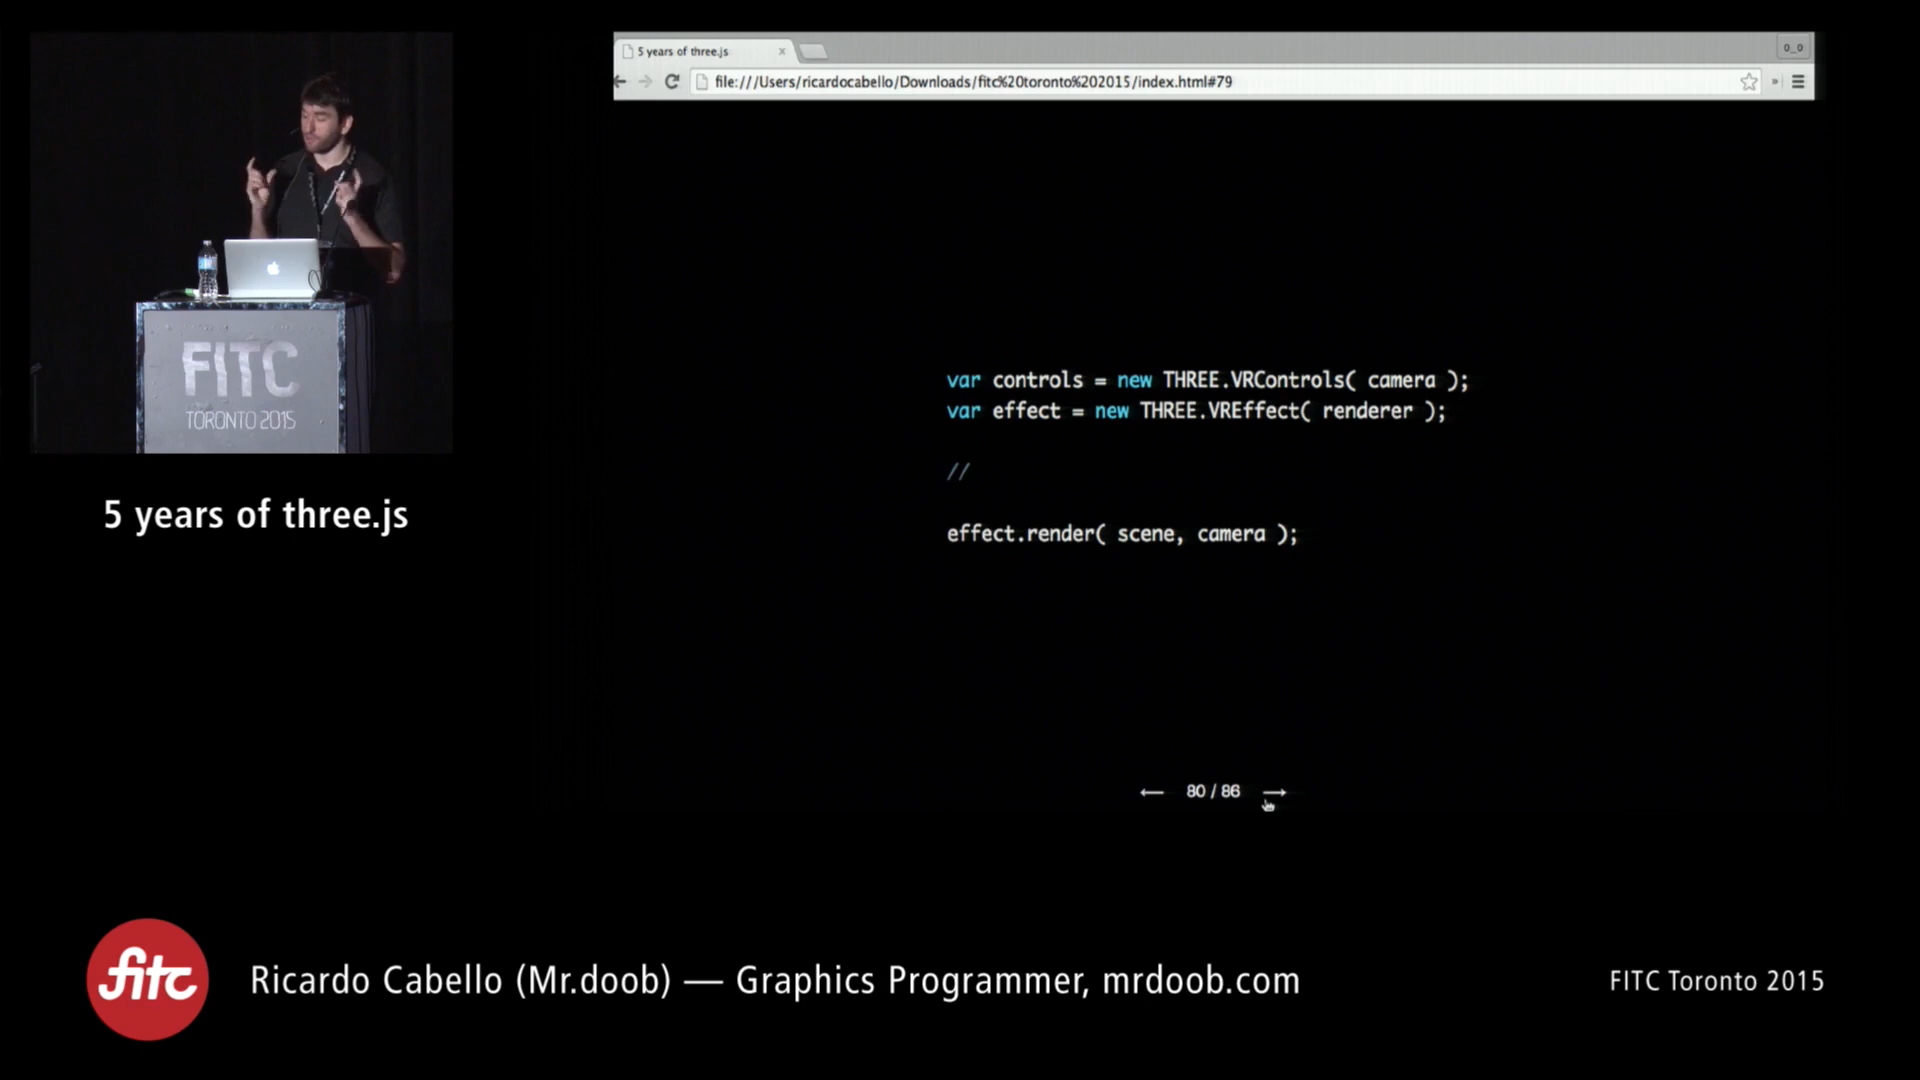 5 years of three.js
0_0
file:///Users/ricardocabello/Downloads/fitc%20toronto%202015/index.html#79
var controls = new THREE.VRControls( camera );
var effect = new THREE.VREffect( renderer );
//
effect.render( scene, camera );
80 / 86
FITC
TORONTO 2015
5 years of three.js
fitc
Ricardo Cabello (Mr.doob) — Graphics Programmer, mrdoob.com
FITC Toronto 2015